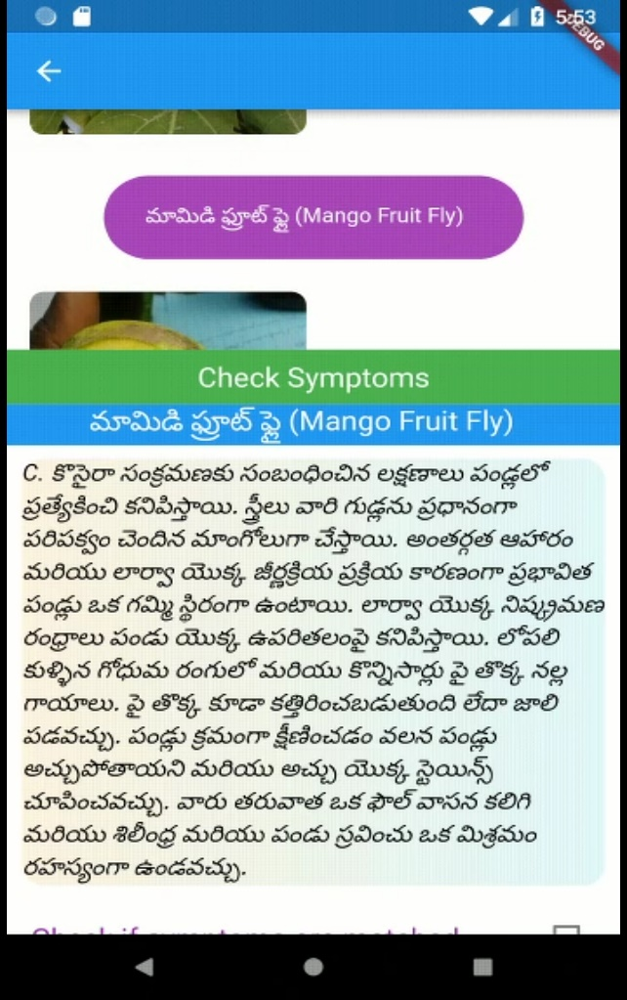 5:53
DEBUG
మామిడి ఫ్రూట్ ఫ్లై (Mango Fruit Fly)
Check Symptoms
మామిడి ఫ్రూట్ ఫ్లై (Mango Fruit Fly)
C. కొసైరా సంక్రమణకు సంబంధించిన లక్షణాలు పండ్లలో
ప్రత్యేకించి కనిపిస్తాయి. స్త్రీలు వారి గుడ్లను ప్రధానంగా
పరిపక్వం చెందిన మాంగోలుగా చేస్తాయి. అంతర్గత ఆహారం
మరియు లార్వా యొక్క జీర్ణక్రియ ప్రక్రియ కారణంగా ప్రభావిత
పండ్లు ఒక గమ్మి స్థిరంగా ఉంటాయి. లార్వా యొక్క నిష్క్రమణ
రంధ్రాలు పండు యొక్క ఉపరితలంపై కనిపిస్తాయి. లోపలి
కుళ్ళిన గోధుమ రంగులో మరియు కొన్నిసార్లు పై తొక్క నల్ల
గాయాలు. పై తొక్క కూడా కత్తిరించబడుతుంది లేదా జాలి
పడవచ్చు. పండ్లు క్రమంగా క్షీణించడం వలన పండ్లు
అచ్చుపోతాయని మరియు అచ్చు యొక్క స్టెయిన్స్
చూపించవచ్చు. వారు తరువాత ఒక ఫౌల్ వాసన కలిగి
మరియు శిలీంధ్ర మరియు పండు స్రవించు ఒక మిశ్రమం
రహస్యంగా ఉండవచ్చు.
Check if symptoms are matched